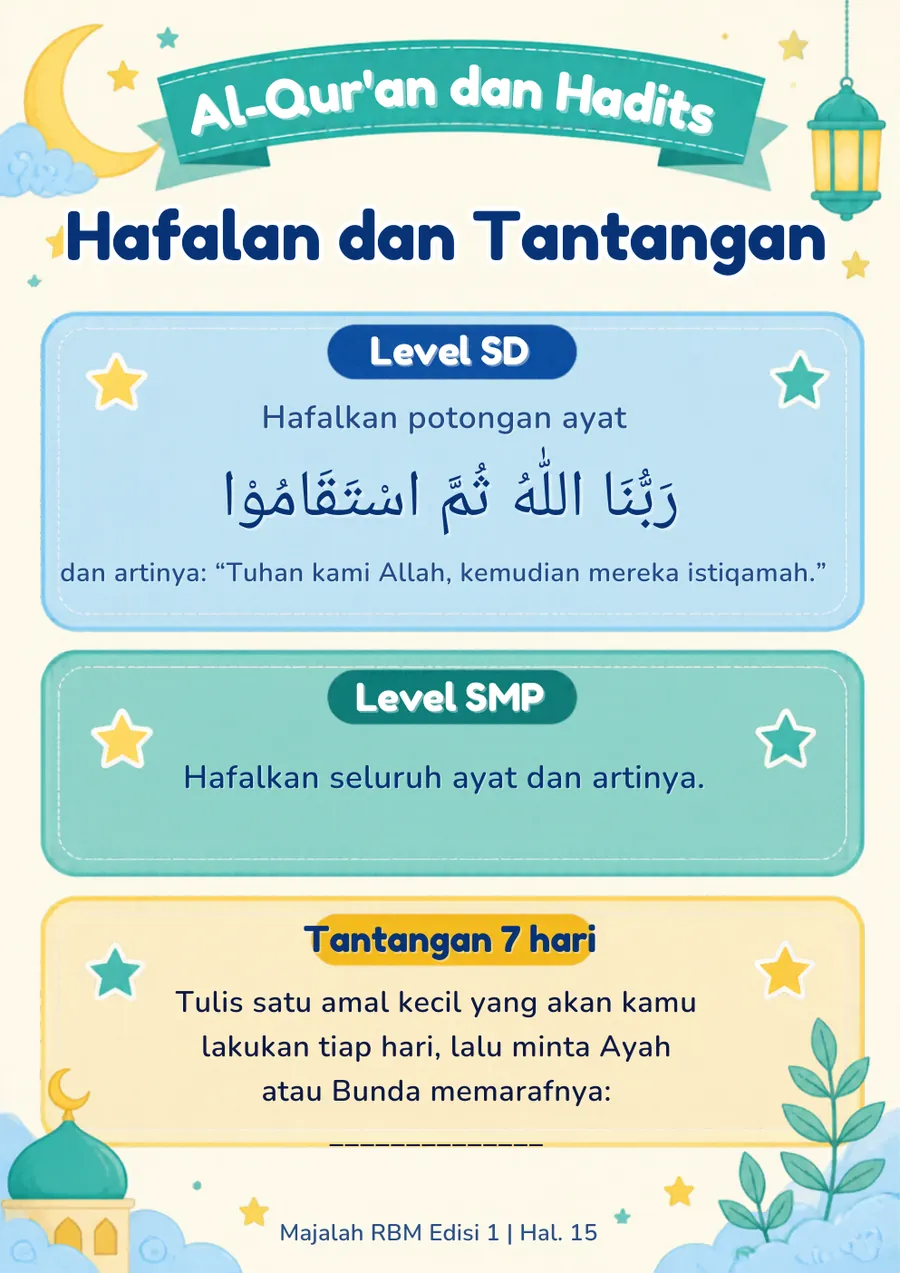 Al-Qur'an dan Hadits
Hafalan dan Tantangan
Level SD
Hafalkan potongan ayat
رَبُّنَا اللّٰهُ ثُمَّ اسْتَقَامُوْا
dan artinya: “Tuhan kami Allah, kemudian mereka istiqamah.”
Level SMP
Hafalkan seluruh ayat dan artinya.
Tantangan 7 hari
Tulis satu amal kecil yang akan kamu
lakukan tiap hari, lalu minta Ayah
atau Bunda memarafnya:
______________
Majalah RBM Edisi 1 | Hal. 15